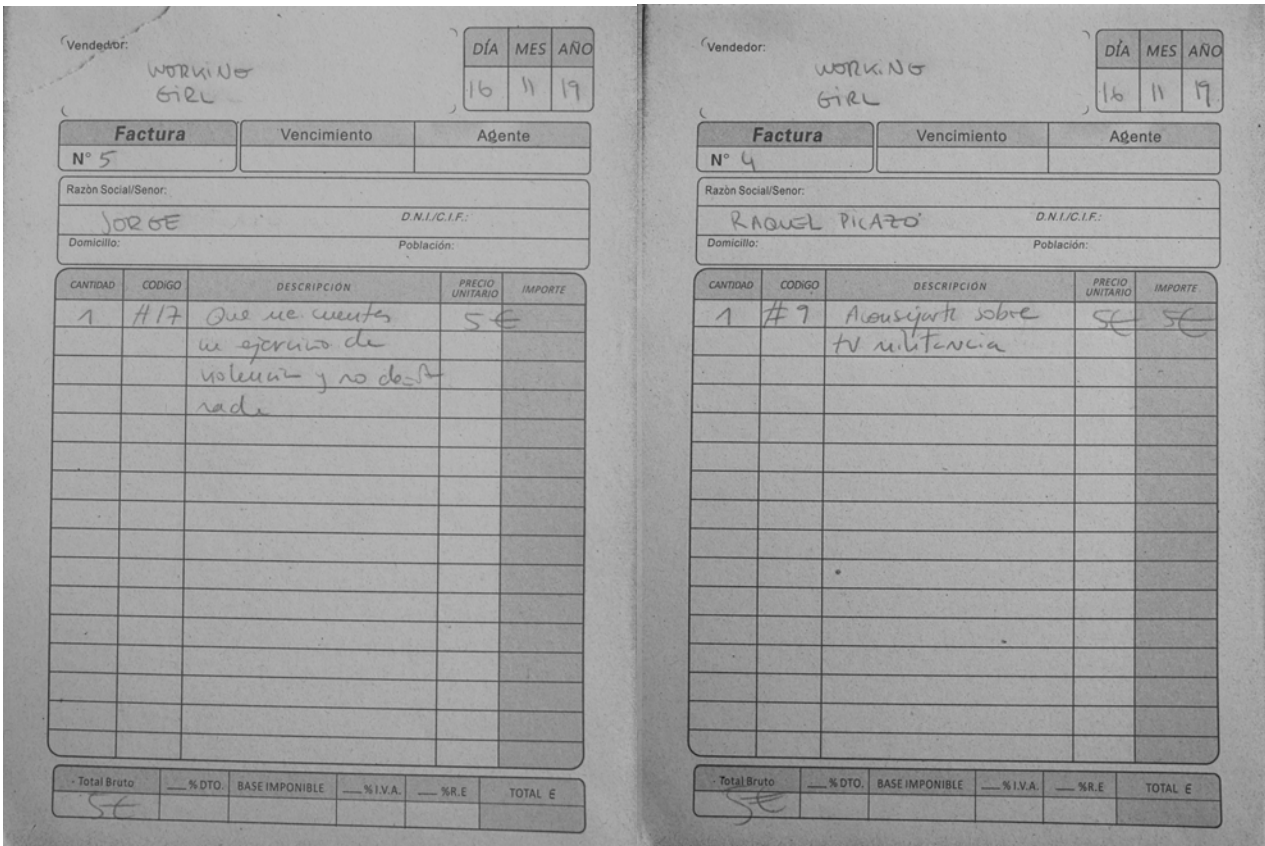 Vendedor:
WORKING
GIRL
DÍA MES AÑO
16 11 19
Factura Vencimiento Agente
N° 5
Razòn Social/Senor:
JORGE D.N.I./C.I.F.:
Domicilio: Población:
CANTIDAD CODIGO DESCRIPCIÓN PRECIO UNITARIO IMPORTE
1 #17 Que me cuentes 5€
un ejercicio de
violencia y no decir
nada
Total Bruto % DTO. BASE IMPONIBLE % I.V.A. % R.E TOTAL €
5€
Vendedor:
WORKING
GIRL
DÍA MES AÑO
16 11 19
Factura Vencimiento Agente
N° 4
Razòn Social/Senor:
RAQUEL PICAZO D.N.I./C.I.F.:
Domicilio: Población:
CANTIDAD CODIGO DESCRIPCIÓN PRECIO UNITARIO IMPORTE
1 #9 Aconsejarte sobre 5€ 5€
tu militancia
Total Bruto % DTO. BASE IMPONIBLE % I.V.A. % R.E TOTAL €
5€